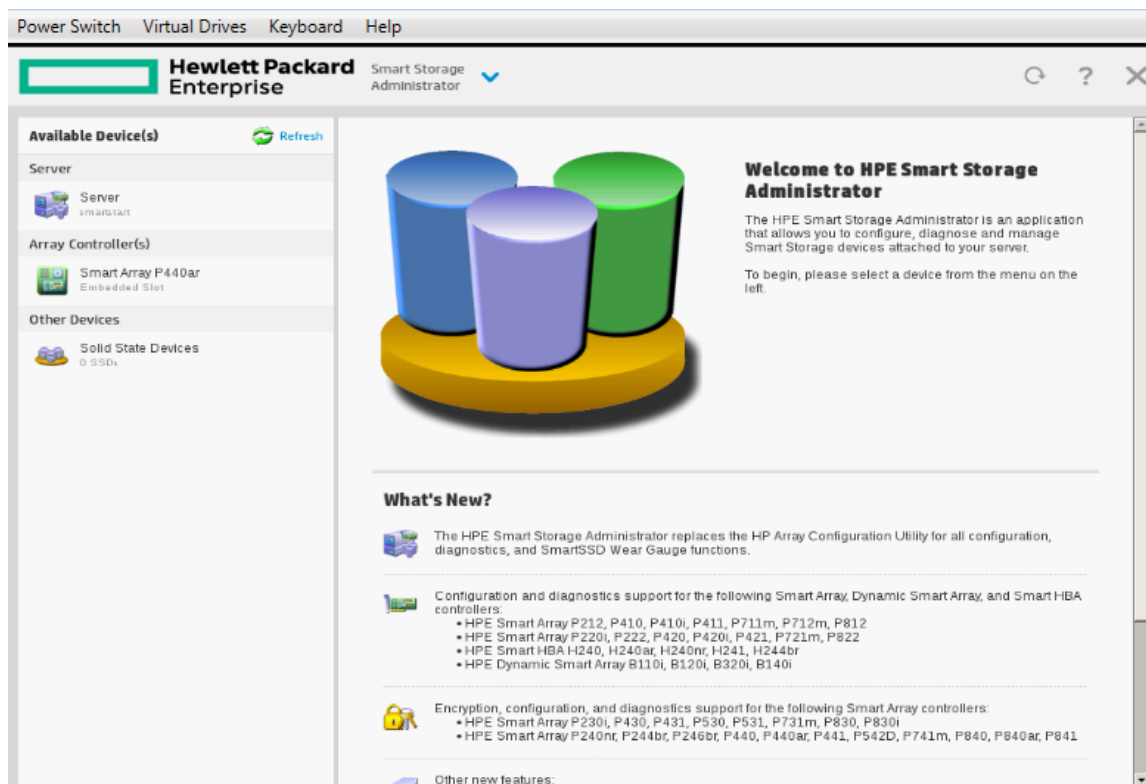 Power Switch Virtual Drives Keyboard Help
Hewlett Packard
Enterprise
Smart Storage
Administrator
?
Available Device(s)
Refresh
Server
Server
smartstart
Array Controller(s)
Smart Array P440ar
Embedded Slot
Other Devices
Solid State Devices
0 SSDs
Welcome to HPE Smart Storage
Administrator
The HPE Smart Storage Administrator is an application
that allows you to configure, diagnose and manage
Smart Storage devices attached to your server.
To begin, please select a device from the menu on the
left.
What's New?
The HPE Smart Storage Administrator replaces the HP Array Configuration Utility for all configuration,
diagnostics, and SmartSSD Wear Gauge functions.
Configuration and diagnostics support for the following Smart Array, Dynamic Smart Array, and Smart HBA
controllers:
• HPE Smart Array P212, P410, P410i, P411, P711m, P712m, P812
• HPE Smart Array P220i, P222, P420, P420i, P421, P721m, P822
• HPE Smart HBA H240, H240ar, H240nr, H241, H244br
• HPE Dynamic Smart Array B110i, B120i, B320i, B140i
Encryption, configuration, and diagnostics support for the following Smart Array controllers:
• HPE Smart Array P230i, P430, P431, P530, P531, P731m, P830, P830i
• HPE Smart Array P240nr, P244br, P246br, P440, P440ar, P441, P542D, P741m, P840, P840ar, P841
Other new features: